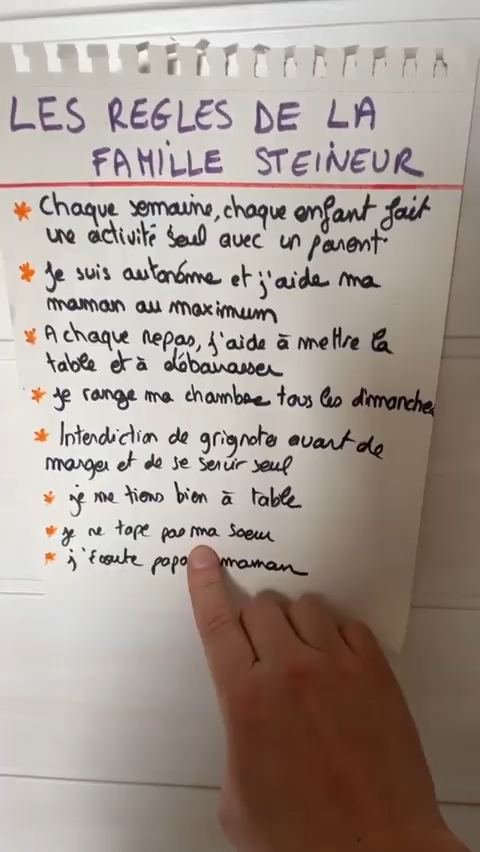 LES REGLES DE LA
FAMILLE STEINEUR
Chaque semaine, chaque enfant fait
une activité seul avec un parent.
Je suis autonome et j'aide ma
maman au maximum
A chaque repas, j'aide à mettre la
table et à débarrasser
Je range ma chambre tous les dimanches
Interdiction de grignoter avant de
manger et de se servir seul
je me tiens bien à table
je ne tape pas ma soeur
j'écoute papa maman